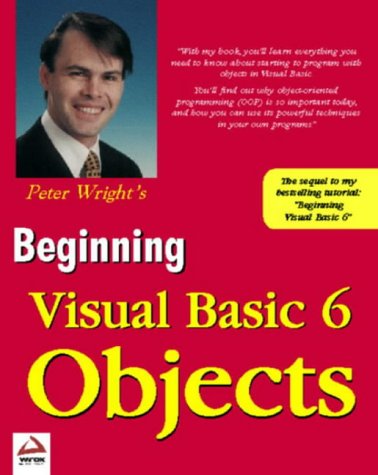 "With my book, you'll learn everything you
need to know about starting to program with
objects in Visual Basic
You'll find out why object-oriented
programming (OOP) is so important today,
and how you can use its powerful techniques
in your own programs"
Peter Wright's
The sequel to my
bestselling tutorial:
"Beginning
Visual Basic 6"
Beginning
Visual Basic 6
Objects
wrox